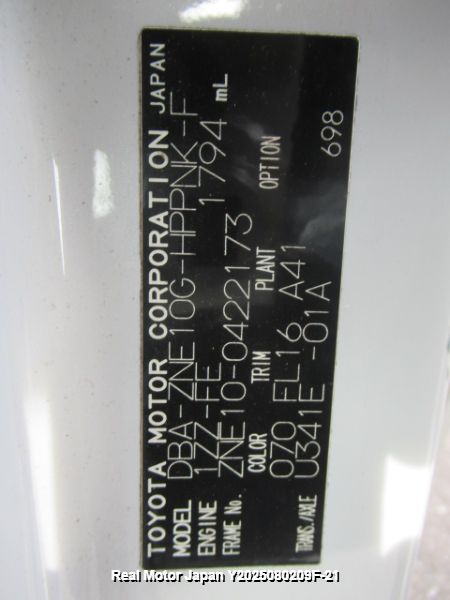 TOYOTA MOTOR CORPORATION JAPAN
MODEL DBA-ZNE10G-HPPNK-F
ENGINE 1ZZ-FE 1794 mL
FRAME No. ZNE10-0422173
COLOR TRIM PLANT OPTION
070 FL16 A41
TRANS./AXLE U341E -01A 698
Real Motor Japan Y2025080209F-21